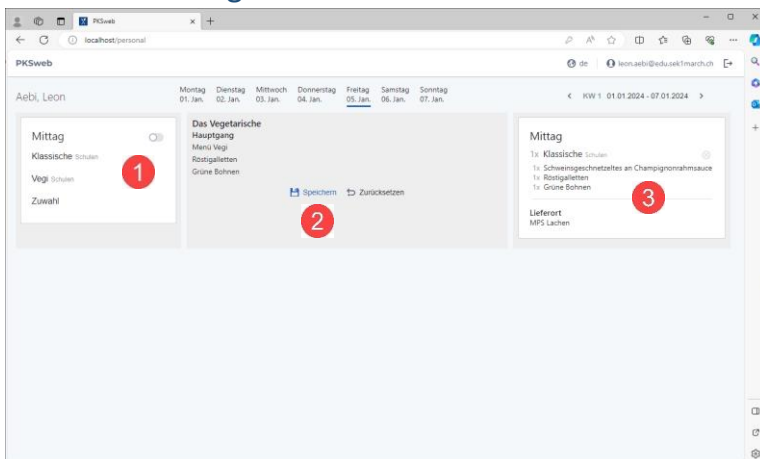 PKSweb
localhost/personal
PKSweb
de
leon.aebi@edu.sek1march.ch
Aebi, Leon
Montag Dienstag Mittwoch Donnerstag Freitag Samstag Sonntag
01. Jan. 02. Jan. 03. Jan. 04. Jan. 05. Jan. 06. Jan. 07. Jan.
KW 1 01.01.2024 - 07.01.2024
Mittag
Klassische Schulen
Vegi Schulen
Zuwahl
1
Das Vegetarische
Hauptgang
Menü Vegi
Röstigalletten
Grüne Bohnen
Speichern Zurücksetzen
2
Mittag
1x Klassische Schulen
1x Schweinsgeschnetzeltes an Champignonrahmsauce
1x Röstigalletten
1x Grüne Bohnen
3
Lieferort
MPS Lachen